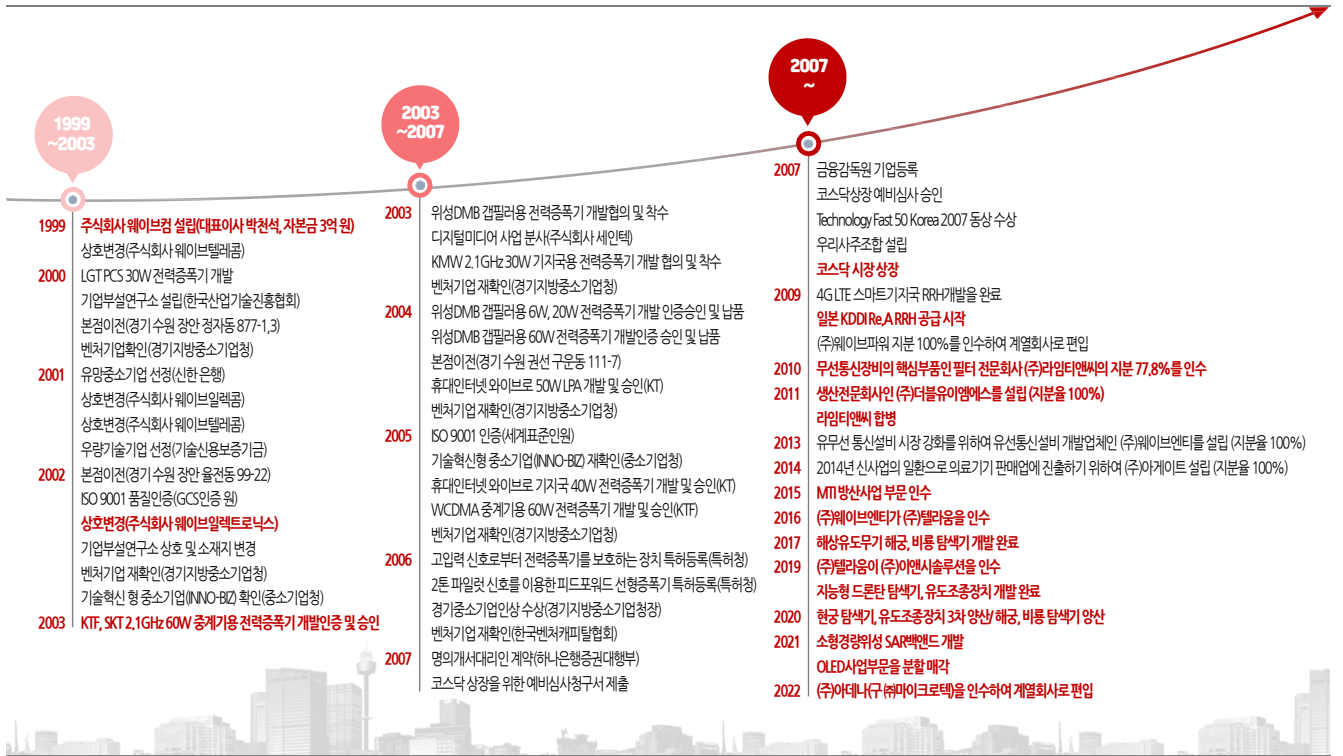 1999
~2003
1999 주식회사 웨이브컴 설립(대표이사 박천석, 자본금 3억 원)
상호변경(주식회사 웨이브텔레콤)
2000 LGT PCS 30W 전력증폭기 개발
기업부설연구소 설립(한국산업기술진흥협회)
본점이전(경기 수원 장안 정자동 877-1,3)
벤처기업확인(경기지방중소기업청)
2001 유망중소기업 선정(신한 은행)
상호변경(주식회사 웨이브일렉콤)
상호변경(주식회사 웨이브텔레콤)
우량기술기업 선정(기술신용보증기금)
2002 본점이전(경기 수원 장안 율전동 99-22)
ISO 9001 품질인증(GCS인증 원)
상호변경(주식회사 웨이브일렉트로닉스)
기업부설연구소 상호 및 소재지 변경
벤처기업 재확인(경기지방중소기업청)
기술혁신 형 중소기업(INNO-BIZ) 확인(중소기업청)
2003 KTF, SKT 2,1GHz 60W 중계기용 전력증폭기 개발인증 및 승인
2003
~2007
2003 위성DMB 갭필러용 전력증폭기 개발협의 및 착수
디지털미디어 사업 분사(주식회사 세인텍)
KMW 2.1GHz 30W 기지국용 전력증폭기 개발 협의 및 착수
벤처기업 재확인(경기지방중소기업청)
2004 위성DMB 갭필러용 6W, 20W 전력증폭기 개발 인증승인 및 납품
위성DMB 갭필러용 60W 전력증폭기 개발인증 승인 및 납품
본점이전(경기 수원 권선 구운동 111-7)
휴대인터넷 와이브로 50W LPA 개발 및 승인(KT)
벤처기업 재확인(경기지방중소기업청)
2005 ISO 9001 인증(세계표준인원)
기술혁신형 중소기업(INNO-BIZ) 재확인(중소기업청)
휴대인터넷 와이브로 기지국 40W 전력증폭기 개발 및 승인(KT)
WCDMA 중계기용 60W 전력증폭기 개발 및 승인(KTF)
벤처기업 재확인(경기지방중소기업청)
2006 고입력 신호로부터 전력증폭기를 보호하는 장치 특허등록(특허청)
2톤 파일럿 신호를 이용한 피드포워드 선형증폭기 특허등록(특허청)
경기중소기업인상 수상(경기지방중소기업청장)
벤처기업 재확인(한국벤처캐피탈협회)
2007 명의개서대리인 계약(하나은행증권대행부)
코스닥 상장을 위한 예비심사청구서 제출
2007
~
2007 금융감독원 기업등록
코스닥상장 예비심사 승인
Technology Fast 50 Korea 2007 동상 수상
우리사주조합 설립
코스닥 시장 상장
2009 4G LTE 스마트기지국 RRH개발을 완료
일본 KDDI Re,A RRH 공급 시작
(주)웨이브파워 지분 100%를 인수하여 계열회사로 편입
2010 무선통신장비의 핵심부품인 필터 전문회사 (주)라임티앤씨의 지분 77.8%를 인수
2011 생산전문회사인 (주)더블유이엠에스를 설립 (지분율 100%)
라임티앤씨 합병
2013 유무선 통신설비 시장 강화를 위하여 유선통신설비 개발업체인 (주)웨이브엔티를 설립 (지분율 100%)
2014 2014년 신사업의 일환으로 의료기기 판매업에 진출하기 위하여 (주)아게이트 설립 (지분율 100%)
2015 MTI 방산사업 부문 인수
2016 (주)웨이브엔티가 (주)텔라움을 인수
2017 해상유도무기 해궁, 비룡 탐색기 개발 완료
2019 (주)텔라움이 (주)이앤시솔루션을 인수
지능형 드론탄 탐색기, 유도조종장치 개발 완료
2020 현궁 탐색기, 유도조종장치 3차 양산/ 해궁, 비룡 탐색기 양산
2021 소형경량위성 SAR백앤드 개발
OLED사업부문을 분할 매각
2022 (주)아데나(구 ㈜마이크로텍)을 인수하여 계열회사로 편입